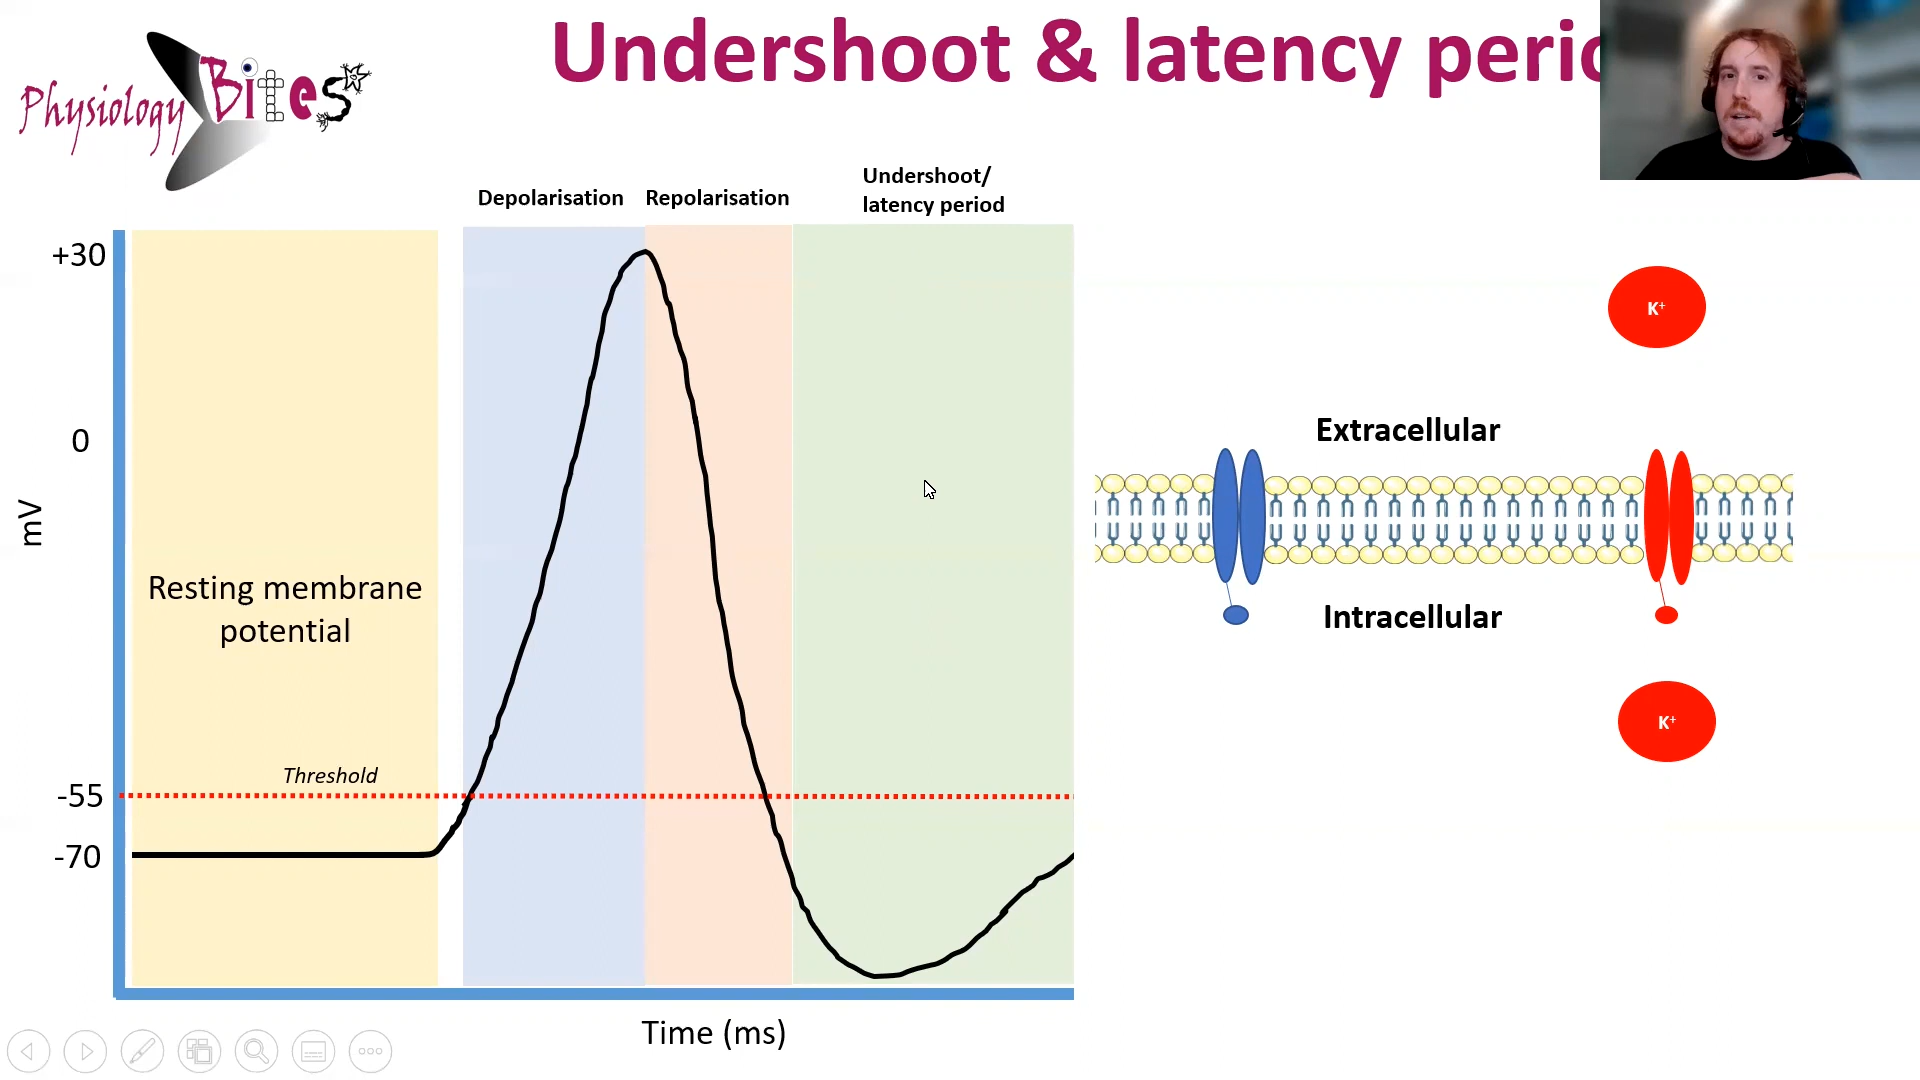 Undershoot & latency perio
Physiology Bites
Depolarisation
Repolarisation
Undershoot/
latency period
+30
0
mV
Resting membrane
potential
Threshold
-55
-70
Time (ms)
K+
Extracellular
Intracellular
K+